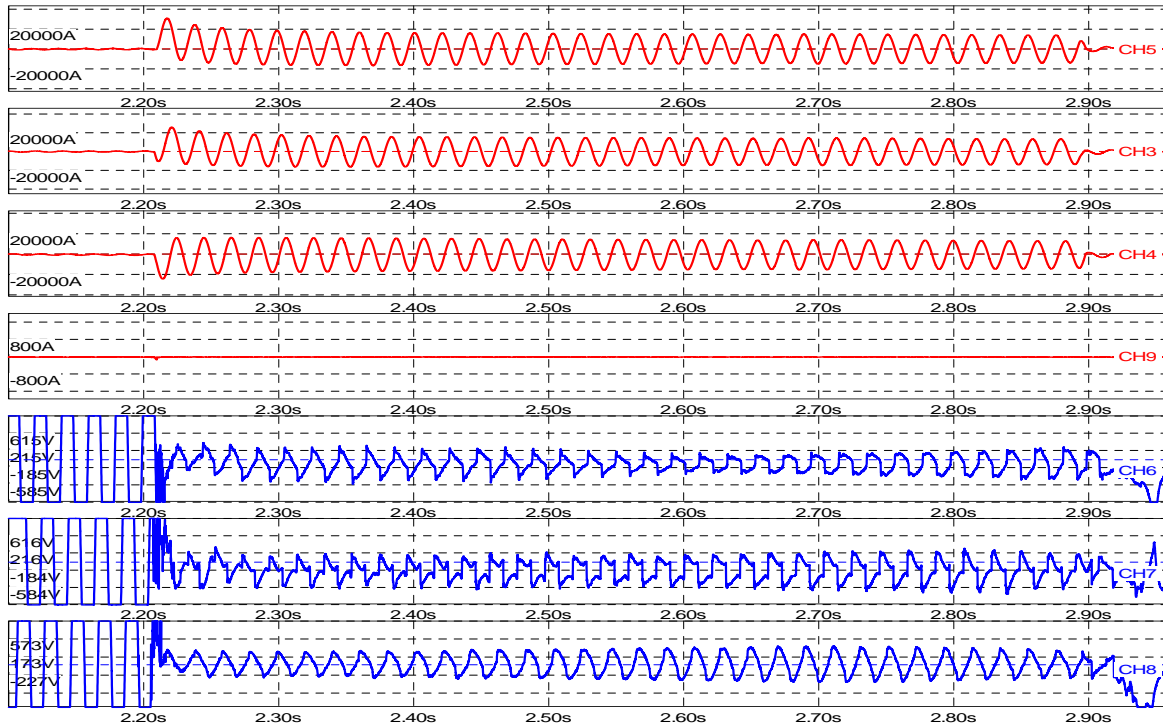 20000A
CH5
-20000A
2.20s 2.30s 2.40s 2.50s 2.60s 2.70s 2.80s 2.90s
20000A
CH3
-20000A
2.20s 2.30s 2.40s 2.50s 2.60s 2.70s 2.80s 2.90s
20000A
CH4
-20000A
2.20s 2.30s 2.40s 2.50s 2.60s 2.70s 2.80s 2.90s
800A
CH9
-800A
2.20s 2.30s 2.40s 2.50s 2.60s 2.70s 2.80s 2.90s
615V
215V
-185V
CH6
-585V
2.20s 2.30s 2.40s 2.50s 2.60s 2.70s 2.80s 2.90s
616V
216V
-184V
CH7
-584V
2.20s 2.30s 2.40s 2.50s 2.60s 2.70s 2.80s 2.90s
573V
173V
CH8
-227V
2.20s 2.30s 2.40s 2.50s 2.60s 2.70s 2.80s 2.90s